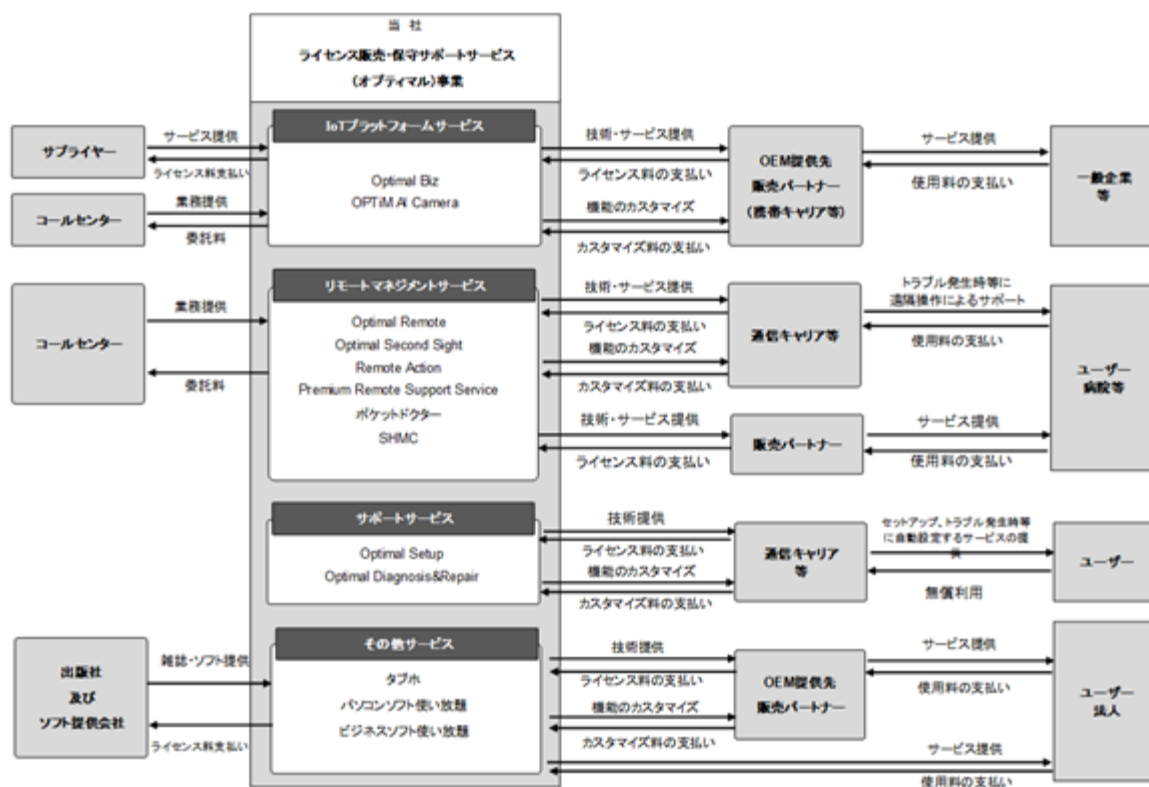 当 社
ライセンス販売・保守サポートサービス
(オプティマル)事業
IoTプラットフォームサービス
Optimal Biz
OPTiM AI Camera
サプライヤー
サービス提供
ライセンス料支払い
コールセンター
業務提供
委託料
技術・サービス提供
ライセンス料の支払い
機能のカスタマイズ
カスタマイズ料の支払い
OEM提供先
販売パートナー
(携帯キャリア等)
サービス提供
使用料の支払い
一般企業
等
リモートマネジメントサービス
Optimal Remote
Optimal Second Sight
Remote Action
Premium Remote Support Service
ポケットドクター
SHMC
コールセンター
業務提供
委託料
技術・サービス提供
ライセンス料の支払い
機能のカスタマイズ
カスタマイズ料の支払い
通信キャリア等
トラブル発生時等に
遠隔操作によるサポート
使用料の支払い
技術・サービス提供
ライセンス料の支払い
販売パートナー
サービス提供
使用料の支払い
ユーザー
病院等
サポートサービス
Optimal Setup
Optimal Diagnosis&Repair
技術提供
ライセンス料の支払い
機能のカスタマイズ
カスタマイズ料の支払い
通信キャリア
等
セットアップ、トラブル発生時等
に自動設定するサービスの提
供
無償利用
ユーザー
その他サービス
タブホ
パソコンソフト使い放題
ビジネスソフト使い放題
出版社
及び
ソフト提供会社
雑誌・ソフト提供
ライセンス料支払い
技術提供
ライセンス料の支払い
機能のカスタマイズ
カスタマイズ料の支払い
OEM提供先
販売パートナー
サービス提供
使用料の支払い
サービス提供
使用料の支払い
ユーザー
法人